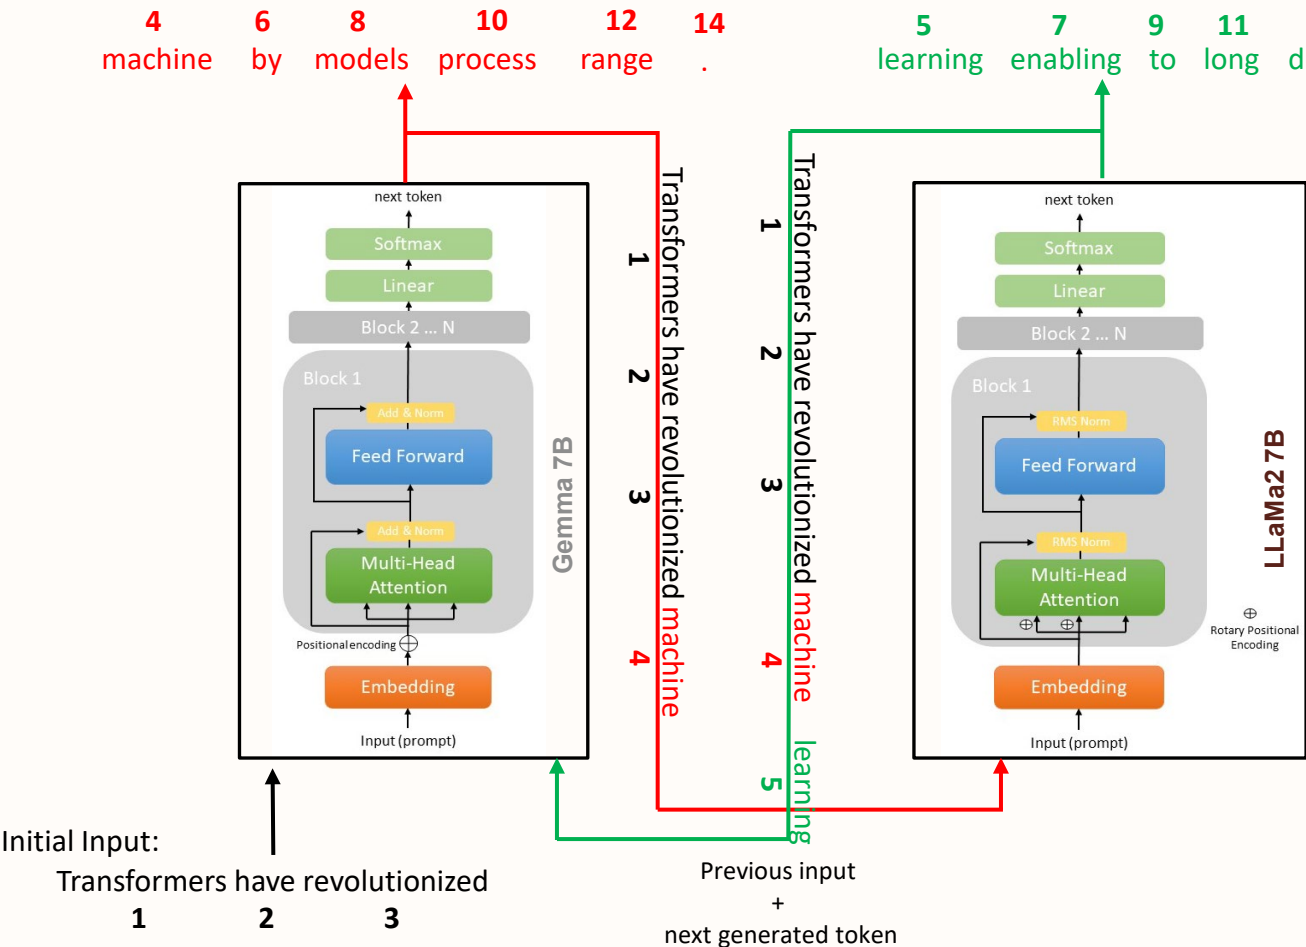 4 6 8 10 12 14
machine by models process range .
5 7 9 11
learning enabling to long d
next token
Softmax
Linear
Block 2 ... N
Block 1
Add & Norm
Feed Forward
Add & Norm
Multi-Head
Attention
Positional encoding
Embedding
Input (prompt)
Gemma 7B
Transformers have revolutionized machine
1 2 3 4
Transformers have revolutionized machine learning
1 2 3 4 5
next token
Softmax
Linear
Block 2 ... N
Block 1
RMS Norm
Feed Forward
RMS Norm
Multi-Head
Attention
Rotary Positional
Encoding
Embedding
Input (prompt)
LLaMa2 7B
Initial Input:
Transformers have revolutionized
1 2 3
Previous input
+
next generated token